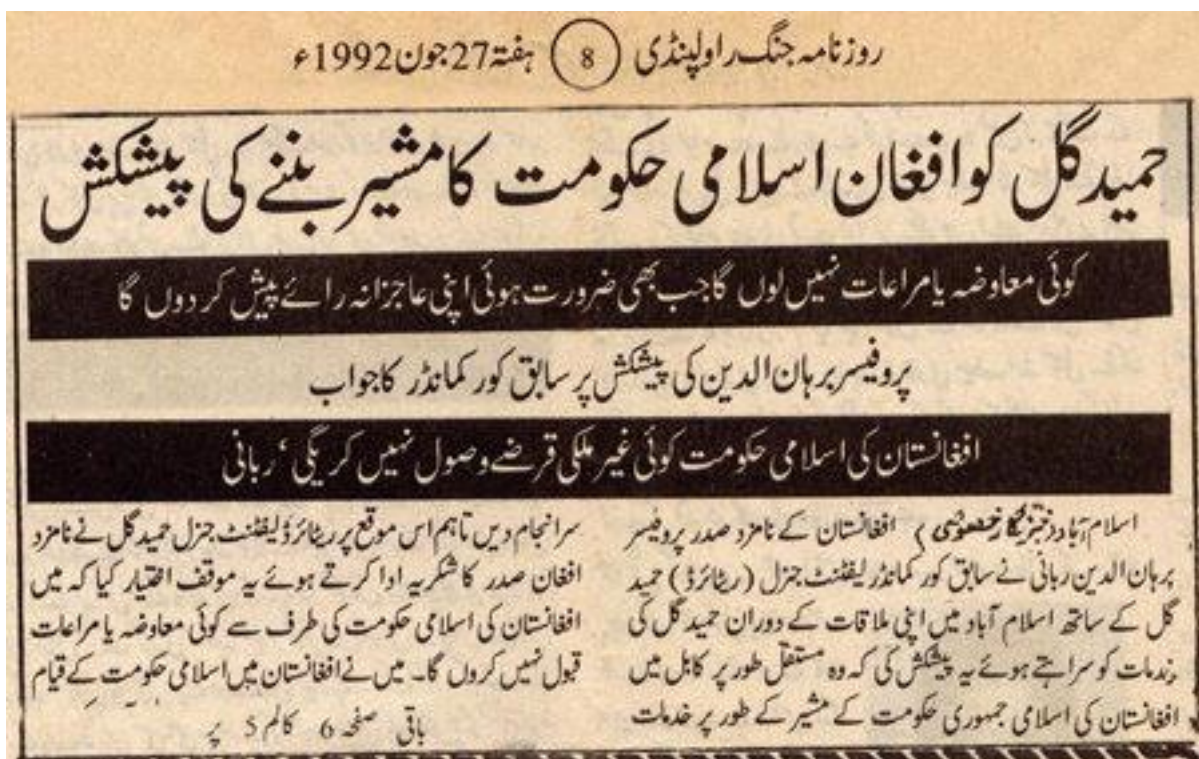 روزنامہ جنگ راولپنڈی 8 ہفتہ 27 جون 1992ء
حمید گل کو افغان اسلامی حکومت کا مشیر بننے کی پیشکش
کوئی معاوضہ یا مراعات نہیں لوں گا جب بھی ضرورت ہوئی اپنی عاجزانہ رائے پیش کر دوں گا
پروفیسر برہان الدین کی پیشکش پر سابق کور کمانڈر کا جواب
افغانستان کی اسلامی حکومت کوئی غیر ملکی قرضے وصول نہیں کریگی‘ ربانی
اسلام آباد (خبرنگار خصوصی) افغانستان کے نامزد صدر پروفیسر
برہان الدین ربانی نے سابق کور کمانڈر لیفٹننٹ جنرل (ریٹائرڈ) حمید
گل کے ساتھ اسلام آباد میں اپنی ملاقات کے دوران حمید گل کی
خدمات کو سراہتے ہوئے یہ پیشکش کی کہ وہ مستقل طور پر کابل میں
افغانستان کی اسلامی جمہوری حکومت کے مشیر کے طور پر خدمات
سرانجام دیں تاہم اس موقع پر ریٹائرڈ لیفٹننٹ جنرل حمید گل نے نامزد
افغان صدر کا شکریہ ادا کرتے ہوئے یہ موقف اختیار کیا کہ میں
افغانستان کی اسلامی حکومت کی طرف سے کوئی معاوضہ یا مراعات
قبول نہیں کروں گا۔ میں نے افغانستان میں اسلامی حکومت کے قیام
باقی صفحہ 6 کالم 5 پر